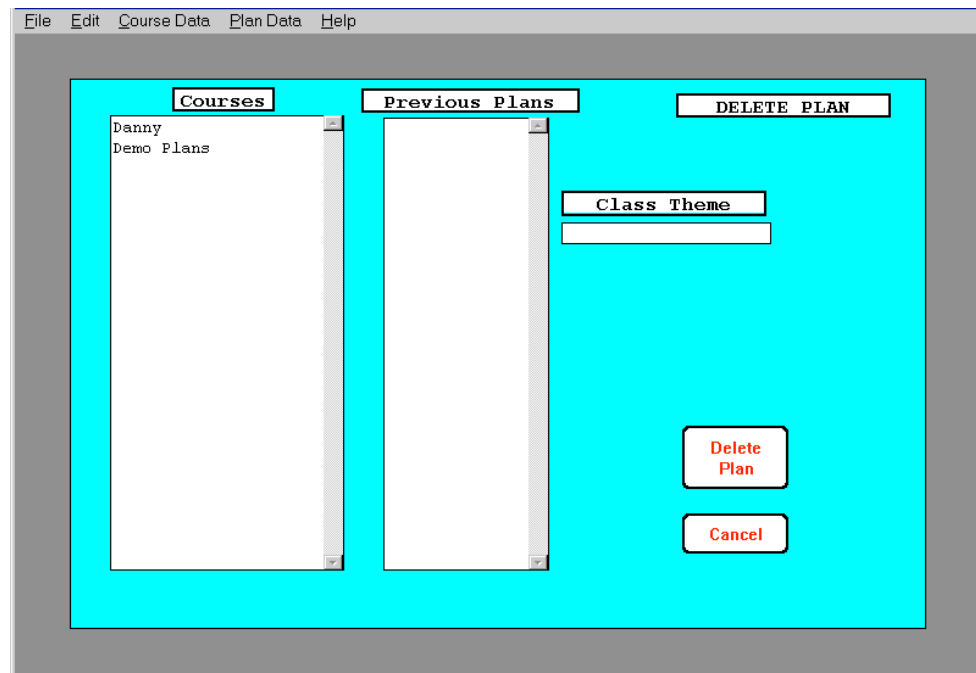 File Edit Course Data Plan Data Help
Courses
Previous Plans
DELETE PLAN
Danny
Demo Plans
Class Theme
Delete
Plan
Cancel